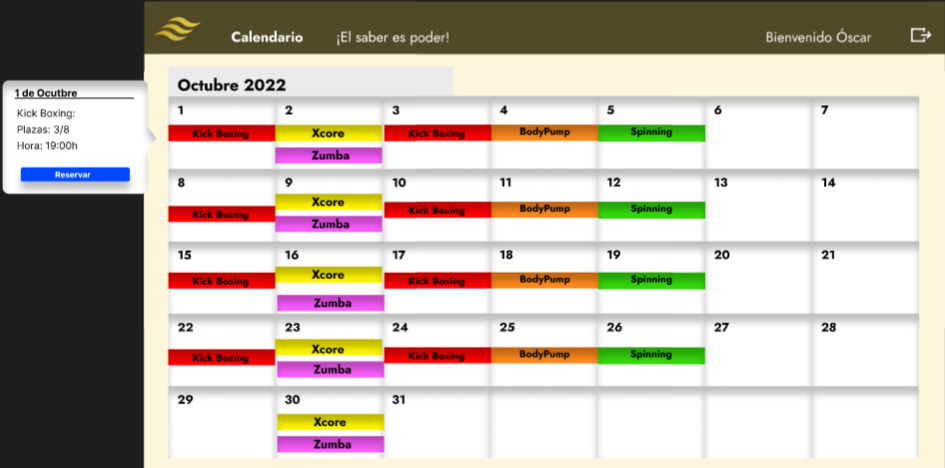 Calendario ¡El saber es poder! Bienvenido Óscar
1 de Ocutbre
Kick Boxing:
Plazas: 3/8
Hora: 19:00h
Reservar
Octubre 2022
1 2 3 4 5 6 7
Kick Boxing Xcore Kick Boxing BodyPump Spinning
Zumba
8 9 10 11 12 13 14
Kick Boxing Xcore Kick Boxing BodyPump Spinning
Zumba
15 16 17 18 19 20 21
Kick Boxing Xcore Kick Boxing BodyPump Spinning
Zumba
22 23 24 25 26 27 28
Kick Boxing Xcore Kick Boxing BodyPump Spinning
Zumba
29 30 31
Xcore
Zumba